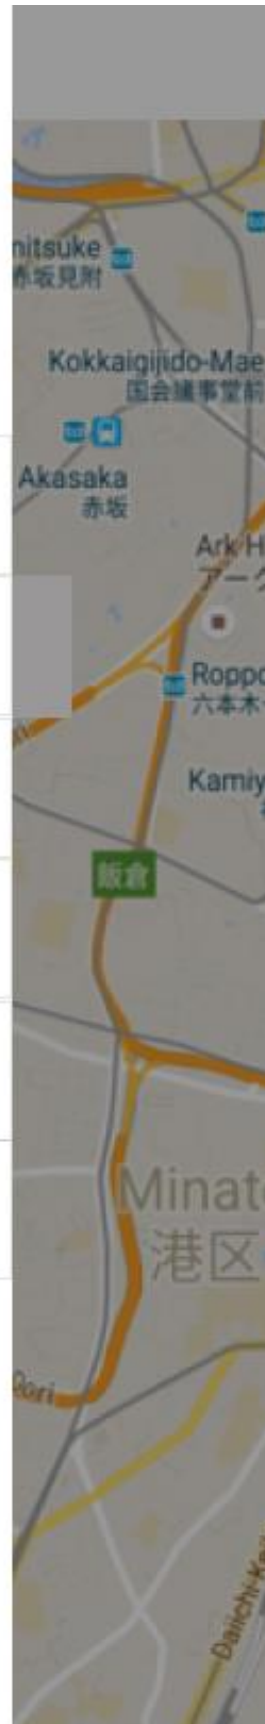 nitsuke
赤坂見附
Kokkaigijido-Mae
国会議事堂前
Akasaka
赤坂
Ark H
アーク
Roppo
六本木
Kamiy
飯倉
Minat
港区
Dori
Daiichi-Kei